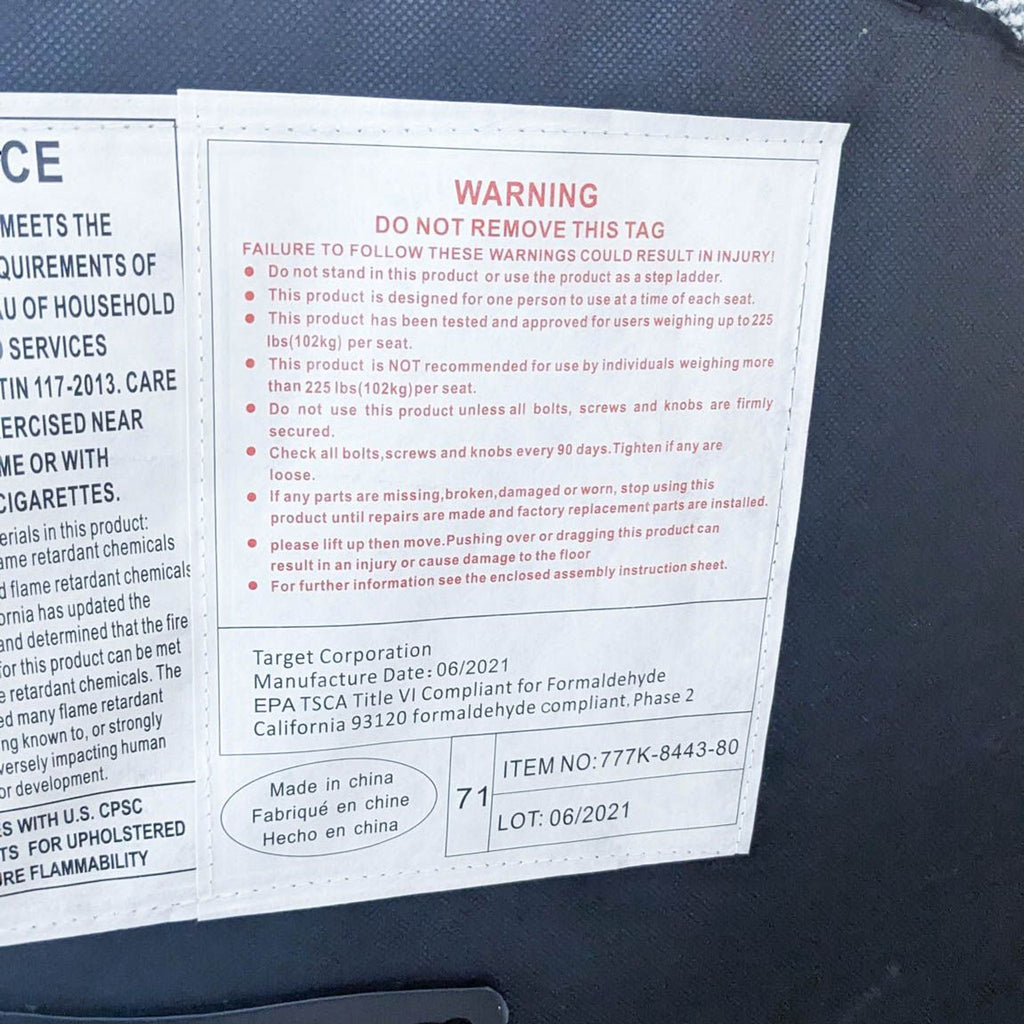 CE
MEETS THE
QUIREMENTS OF
AU OF HOUSEHOLD
SERVICES
TIN 117-2013. CARE
ERCISED NEAR
ME OR WITH
CIGARETTES.
erials in this product:
ame retardant chemicals
d flame retardant chemicals
ornia has updated the
and determined that the fire
for this product can be met
e retardant chemicals. The
ed many flame retardant
ng known to, or strongly
versely impacting human
or development.
ES WITH U.S. CPSC
TS FOR UPHOLSTERED
URE FLAMMABILITY
WARNING
DO NOT REMOVE THIS TAG
FAILURE TO FOLLOW THESE WARNINGS COULD RESULT IN INJURY!
● Do not stand in this product or use the product as a step ladder.
● This product is designed for one person to use at a time of each seat.
● This product has been tested and approved for users weighing up to 225
lbs(102kg) per seat.
● This product is NOT recommended for use by individuals weighing more
than 225 lbs(102kg)per seat.
● Do not use this product unless all bolts, screws and knobs are firmly
secured.
● Check all bolts,screws and knobs every 90 days.Tighten if any are
loose.
● If any parts are missing,broken,damaged or worn, stop using this
product until repairs are made and factory replacement parts are installed.
● please lift up then move.Pushing over or dragging this product can
result in an injury or cause damage to the floor
● For further information see the enclosed assembly instruction sheet.
Target Corporation
Manufacture Date: 06/2021
EPA TSCA Title VI Compliant for Formaldehyde
California 93120 formaldehyde compliant, Phase 2
Made in china
Fabriqué en chine
Hecho en china
71
ITEM NO:777K-8443-80
LOT: 06/2021